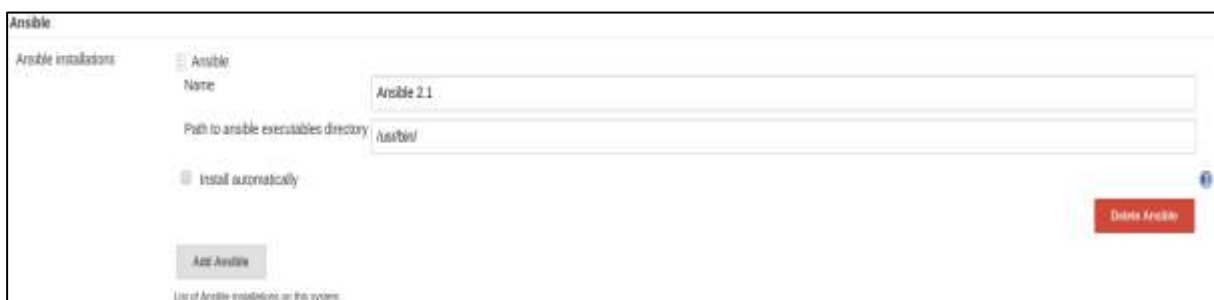 Ansible
Ansible installations
Ansible
Name
Ansible 2.1
Path to ansible executables directory
/usr/bin/
Install automatically
Delete Ansible
Add Ansible
List of Ansible installations on this system